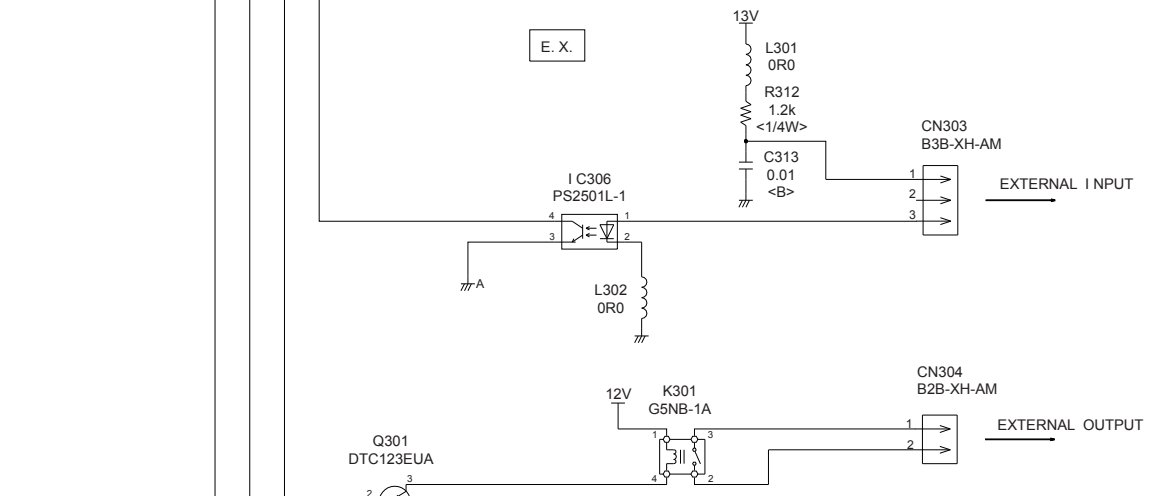 13V
E. X.
L301
0R0
R312
1.2k
<1/4W>
CN303
B3B-XH-AM
C313
0.01
<B>
1
EXTERNAL I NPUT
2
3
I C306
PS2501L-1
4
1
3
2
A
L302
0R0
CN304
B2B-XH-AM
12V
K301
G5NB-1A
1
EXTERNAL OUTPUT
2
1
3
4
2
Q301
DTC123EUA
3
2